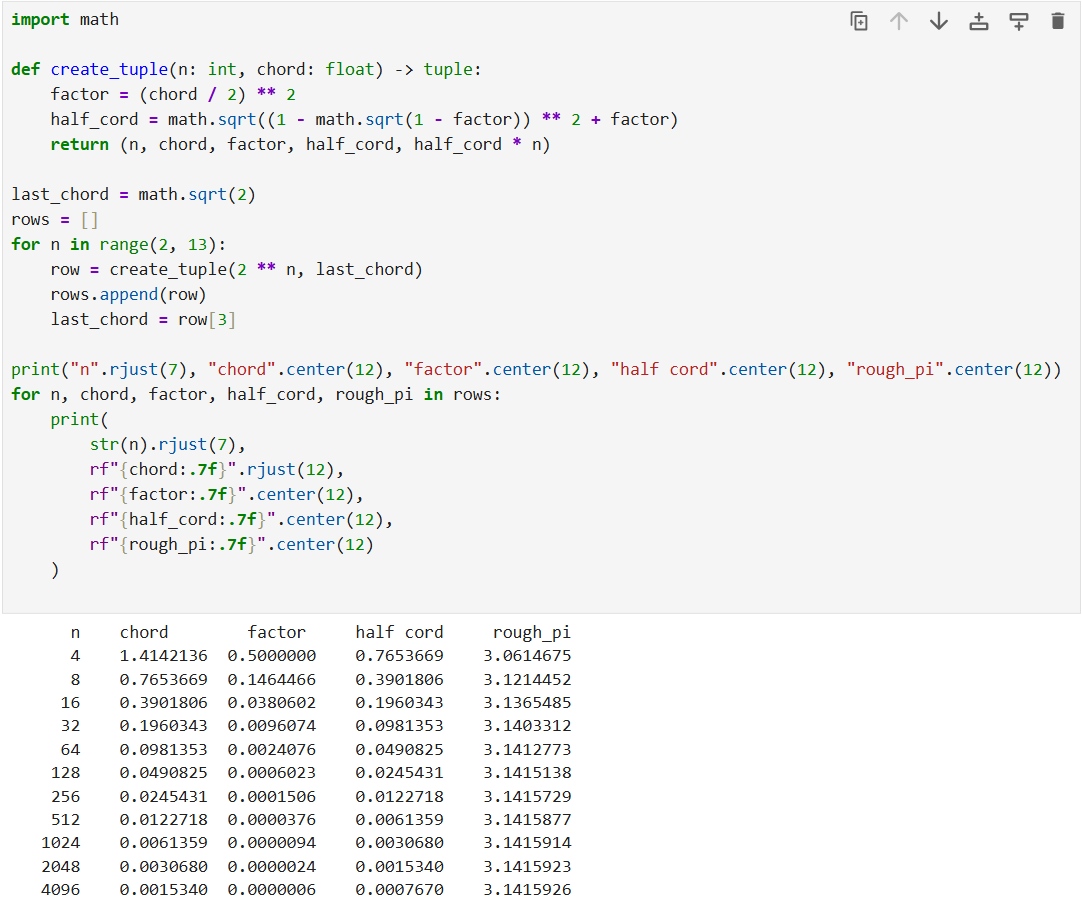 import math

def create_tuple(n: int, chord: float) -> tuple:
    factor = (chord / 2) ** 2
    half_cord = math.sqrt((1 - math.sqrt(1 - factor)) ** 2 + factor)
    return (n, chord, factor, half_cord, half_cord * n)

last_chord = math.sqrt(2)
rows = []
for n in range(2, 13):
    row = create_tuple(2 ** n, last_chord)
    rows.append(row)
    last_chord = row[3]

print("n".rjust(7), "chord".center(12), "factor".center(12), "half cord".center(12), "rough_pi".center(12))
for n, chord, factor, half_cord, rough_pi in rows:
    print(
        str(n).rjust(7),
        rf"{chord:.7f}".rjust(12),
        rf"{factor:.7f}".center(12),
        rf"{half_cord:.7f}".center(12),
        rf"{rough_pi:.7f}".center(12)
    )

      n    chord        factor     half cord     rough_pi
      4    1.4142136  0.5000000    0.7653669    3.0614675
      8    0.7653669  0.1464466    0.3901806    3.1214452
     16    0.3901806  0.0380602    0.1960343    3.1365485
     32    0.1960343  0.0096074    0.0981353    3.1403312
     64    0.0981353  0.0024076    0.0490825    3.1412773
    128    0.0490825  0.0006023    0.0245431    3.1415138
    256    0.0245431  0.0001506    0.0122718    3.1415729
    512    0.0122718  0.0000376    0.0061359    3.1415877
   1024    0.0061359  0.0000094    0.0030680    3.1415914
   2048    0.0030680  0.0000024    0.0015340    3.1415923
   4096    0.0015340  0.0000006    0.0007670    3.1415926